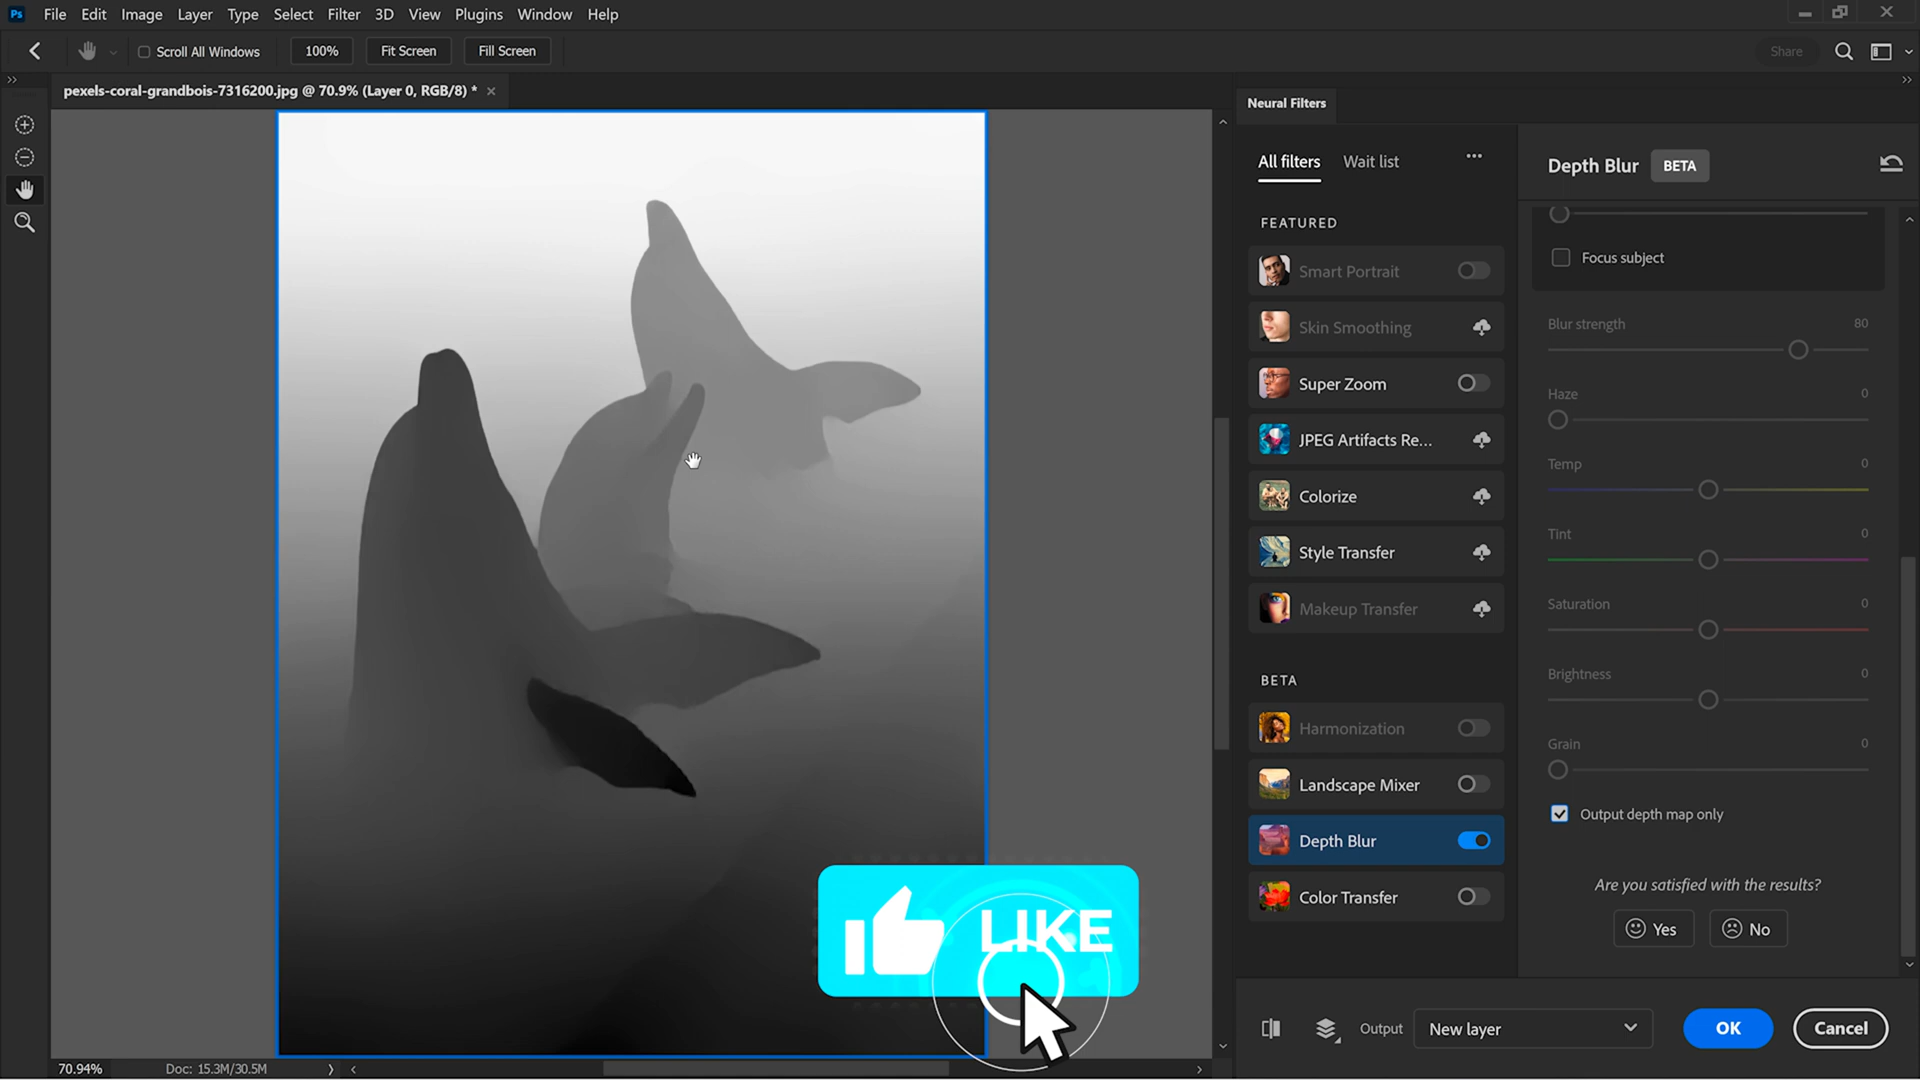 Ps File Edit Image Layer Type Select Filter 3D View Plugins Window Help
Scroll All Windows 100% Fit Screen Fill Screen Share
pexels-coral-grandbois-7316200.jpg @ 70.9% (Layer 0, RGB/8) *
Neural Filters
All filters Wait list
FEATURED
Smart Portrait
Skin Smoothing
Super Zoom
JPEG Artifacts Re...
Colorize
Style Transfer
Makeup Transfer
BETA
Harmonization
Landscape Mixer
Depth Blur
Color Transfer
Depth Blur BETA
Focus subject
Blur strength 80
Haze 0
Temp 0
Tint 0
Saturation 0
Brightness 0
Grain 0
Output depth map only
Are you satisfied with the results?
Yes No
LIKE
Output New layer OK Cancel
70.94% Doc: 15.3M/30.5M